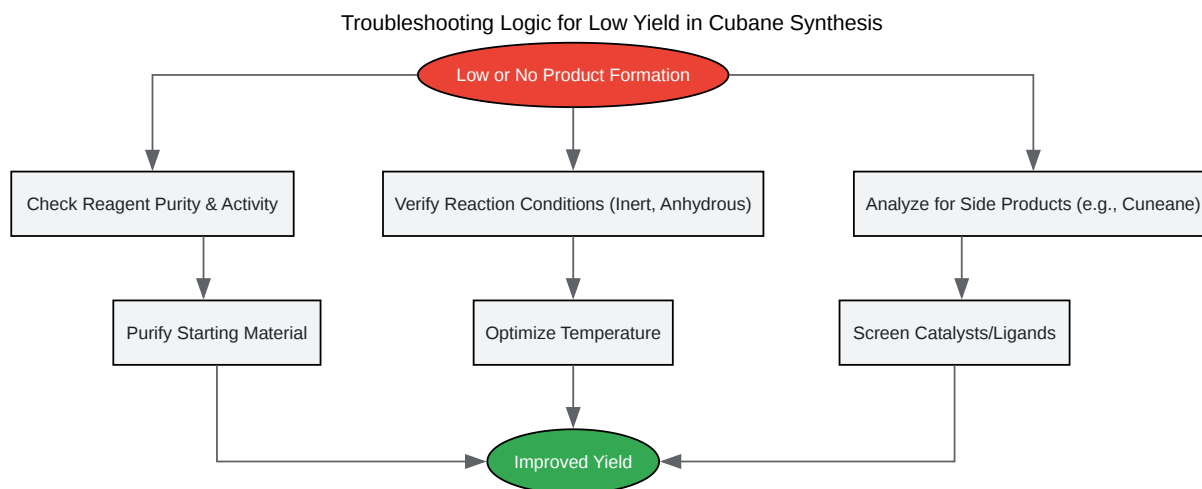 Troubleshooting Logic for Low Yield in Cubane Synthesis
Low or No Product Formation
Check Reagent Purity & Activity
Verify Reaction Conditions (Inert, Anhydrous)
Analyze for Side Products (e.g., Cuneane)
Purify Starting Material
Optimize Temperature
Screen Catalysts/Ligands
Improved Yield